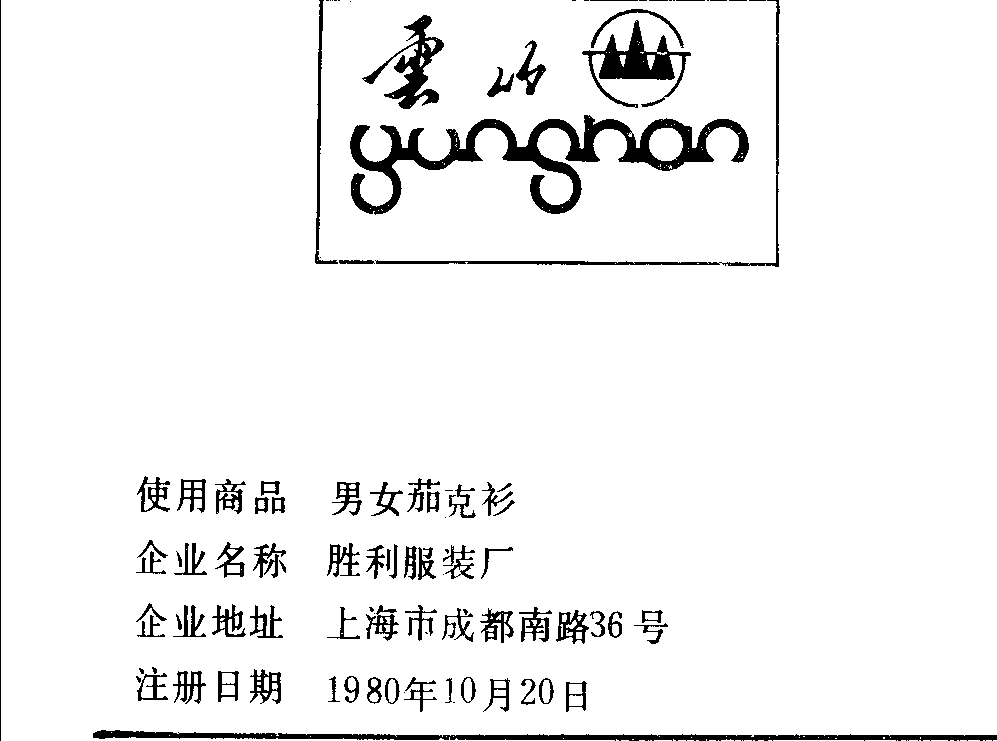 雲山
yunshan
使用商品 男女茄克衫
企业名称 胜利服装厂
企业地址 上海市成都南路36号
注册日期 1980年10月20日